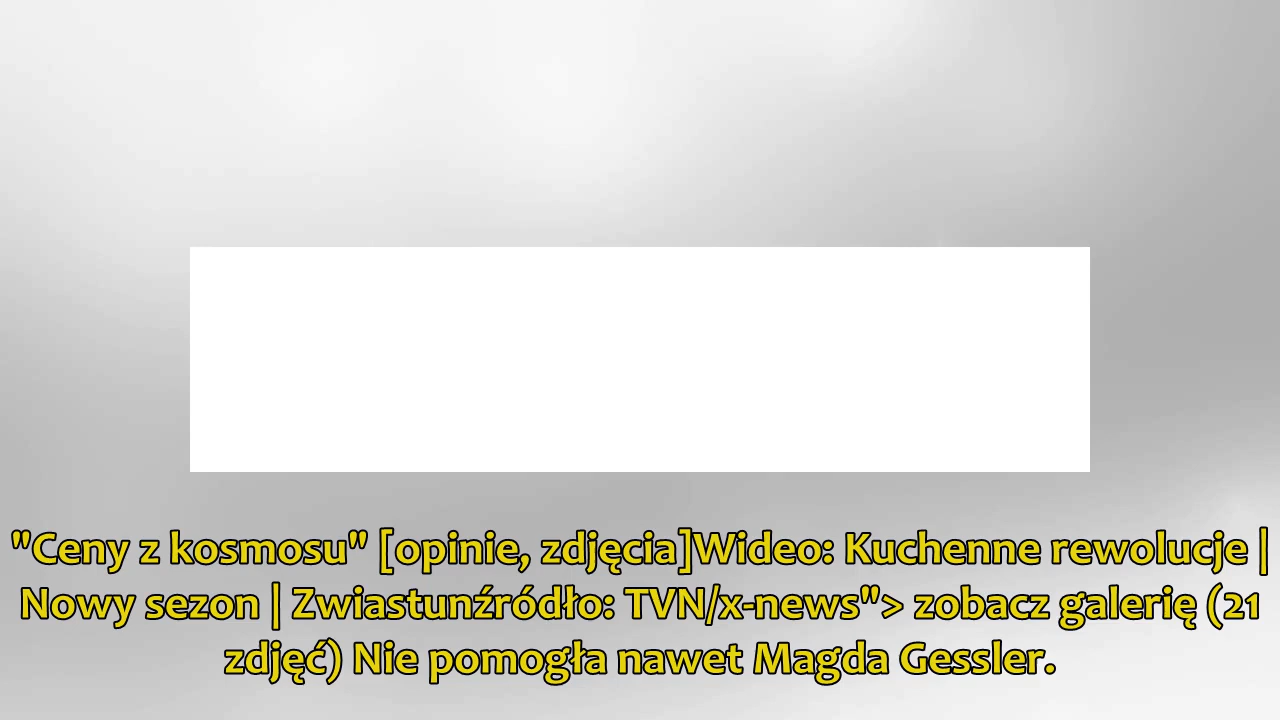 "Ceny z kosmosu" [opinie, zdjęcia]Wideo: Kuchenne rewolucje |
Nowy sezon | Zwiastunźródło: TVN/x-news"> zobacz galerię (21
zdjęć) Nie pomogła nawet Magda Gessler.